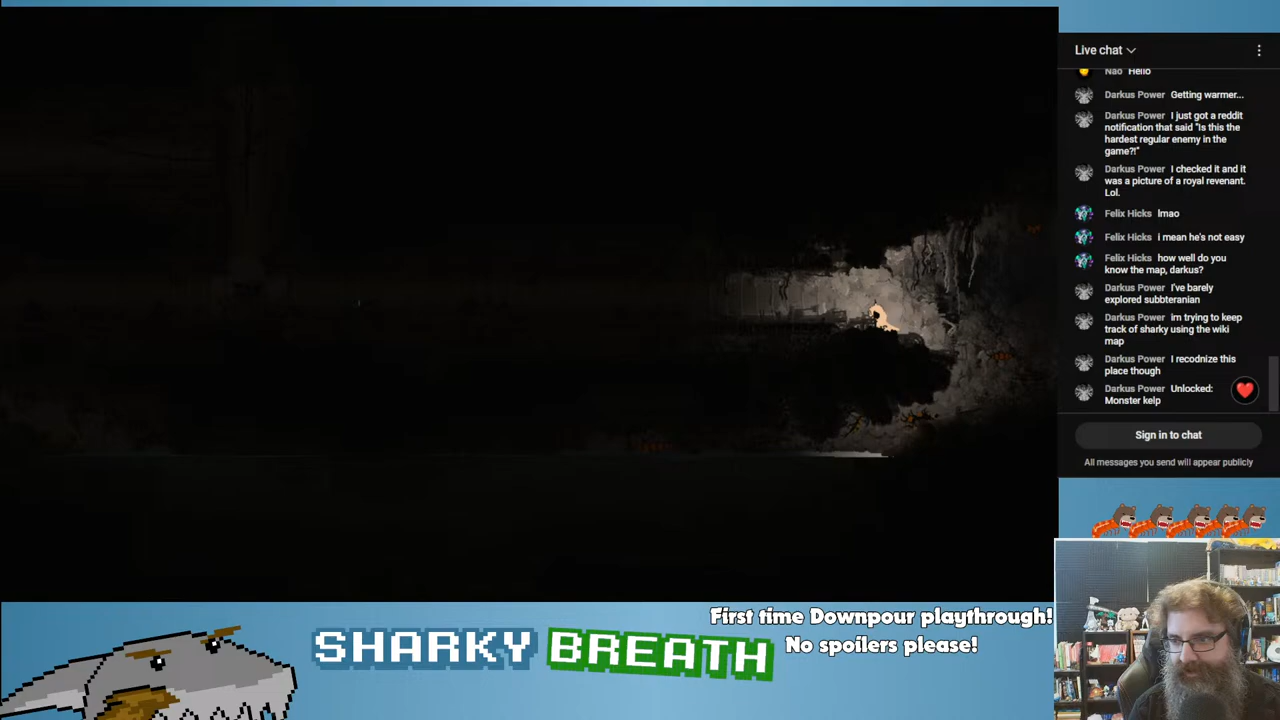 Live chat
Nao Hello
Darkus Power Getting warmer...
Darkus Power I just got a reddit
notification that said "Is this the
hardest regular enemy in the
game?!"
Darkus Power I checked it and it
was a picture of a royal revenant.
Lol.
Felix Hicks lmao
Felix Hicks i mean he's not easy
Felix Hicks how well do you
know the map, darkus?
Darkus Power I've barely
explored subbteranian
Darkus Power im trying to keep
track of sharky using the wiki
map
Darkus Power I recodnize this
place though
Darkus Power Unlocked:
Monster kelp
Sign in to chat
All messages you send will appear publicly
First time Downpour playthrough!
No spoilers please!
SHARKY BREATH